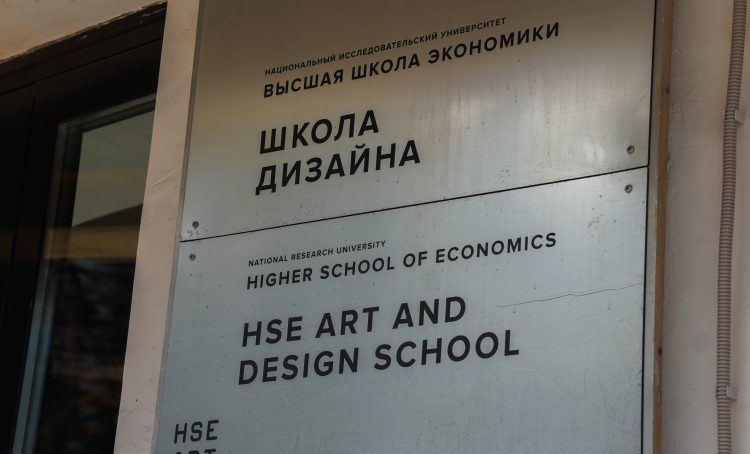 НАЦИОНАЛЬНЫЙ ИССЛЕДОВАТЕЛЬСКИЙ УНИВЕРСИТЕТ
ВЫСШАЯ ШКОЛА ЭКОНОМИКИ
ШКОЛА
ДИЗАЙНА
NATIONAL RESEARCH UNIVERSITY
HIGHER SCHOOL OF ECONOMICS
HSE ART AND
DESIGN SCHOOL
HSE
ART